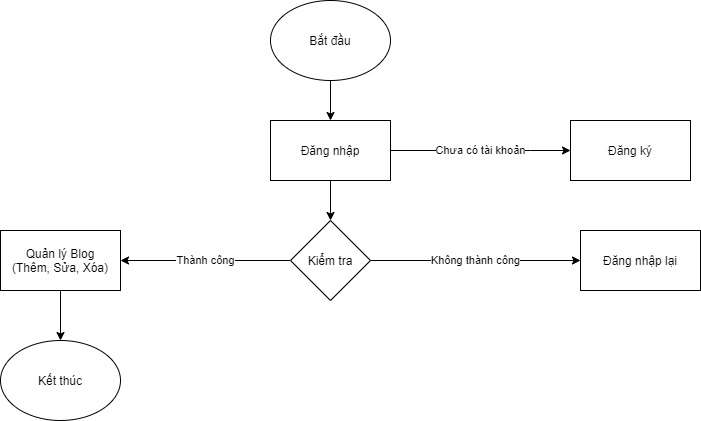 Bắt đầu
Đăng nhập
Chưa có tài khoản
Đăng ký
Quản lý Blog
(Thêm, Sửa, Xóa)
Thành công
Kiểm tra
Không thành công
Đăng nhập lại
Kết thúc